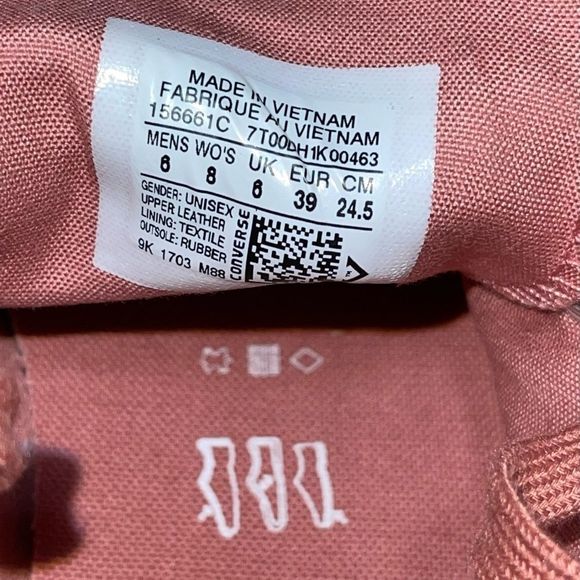 MADE IN VIETNAM
FABRIQUE AU VIETNAM
156661C 7T00DH1K00463
MENS WO'S UK EUR CM
6 8 6 39 24.5
GENDER: UNISEX
UPPER LEATHER
LINING: TEXTILE
OUTSOLE: RUBBER
9K 1703 M88
CONVERSE